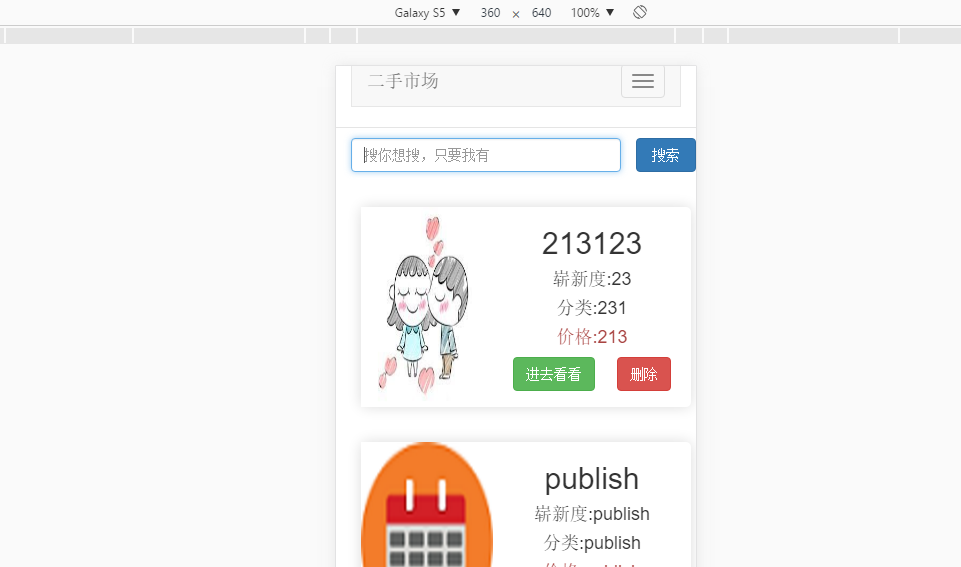 Galaxy S5 ▼ 360 × 640 100% ▼
二手市场
搜你想搜，只要我有 搜索
213123
崭新度:23
分类:231
价格:213
进去看看 删除
publish
崭新度:publish
分类:publish